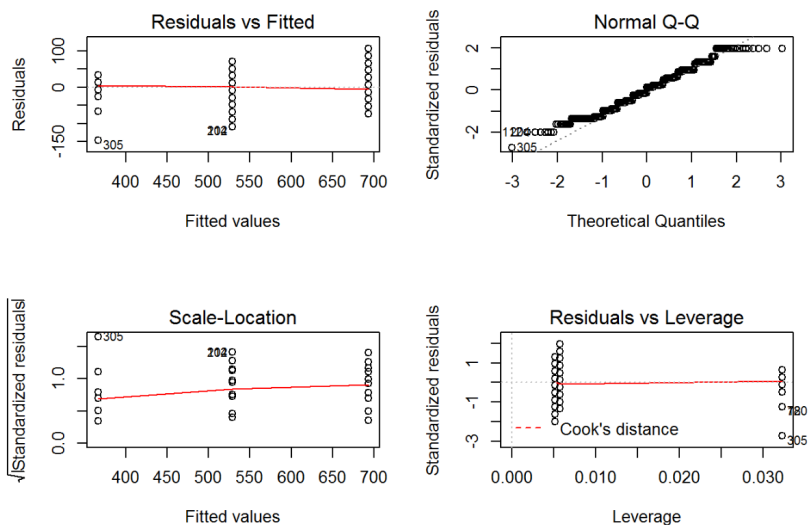 Residuals vs Fitted
Residuals
100
0
-150
305
400 450 500 550 600 650 700
Fitted values
Normal Q-Q
Standardized residuals
2
0
-2
305
-3 -2 -1 0 1 2 3
Theoretical Quantiles
Scale-Location
√|Standardized residuals|
1.0
0.0
305
400 450 500 550 600 650 700
Fitted values
Residuals vs Leverage
Standardized residuals
1
-1
-3
305
Cook's distance
0.000 0.010 0.020 0.030
Leverage